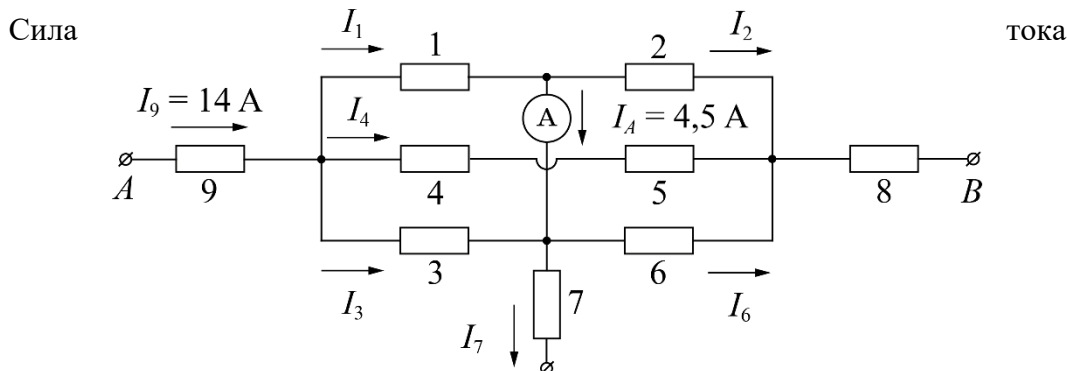 Сила тока
I₁ 1 2 I₂
I₉ = 14 А I₄ A I_A = 4,5 А
A 9 4 5 8 B
3 6
I₃ 7 I₆
I₇